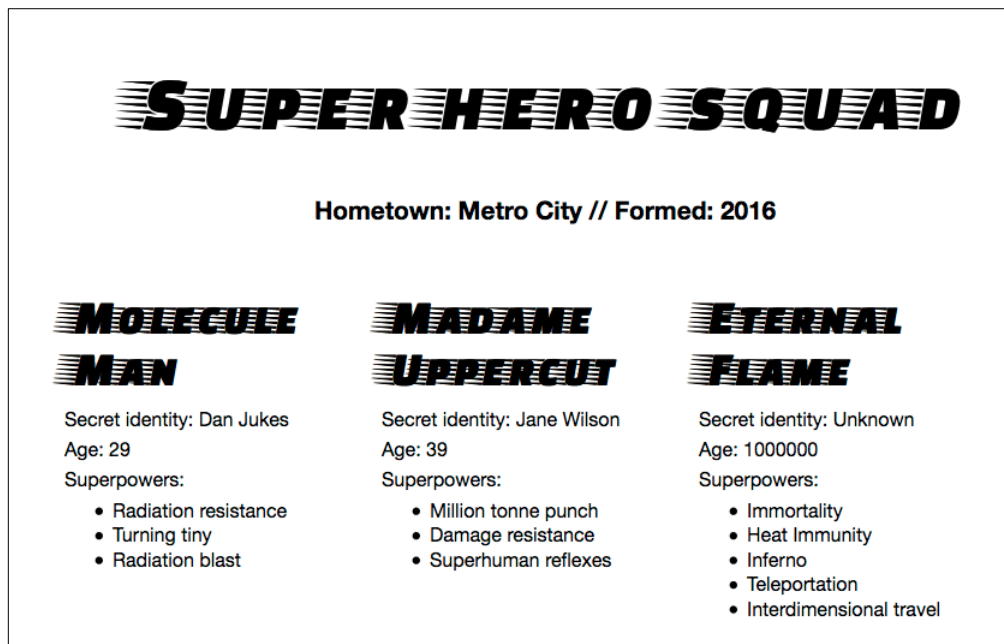 Super hero squad
Hometown: Metro City // Formed: 2016
Molecule
Man
Secret identity: Dan Jukes
Age: 29
Superpowers:
• Radiation resistance
• Turning tiny
• Radiation blast
Madame
Uppercut
Secret identity: Jane Wilson
Age: 39
Superpowers:
• Million tonne punch
• Damage resistance
• Superhuman reflexes
Eternal
Flame
Secret identity: Unknown
Age: 1000000
Superpowers:
• Immortality
• Heat Immunity
• Inferno
• Teleportation
• Interdimensional travel